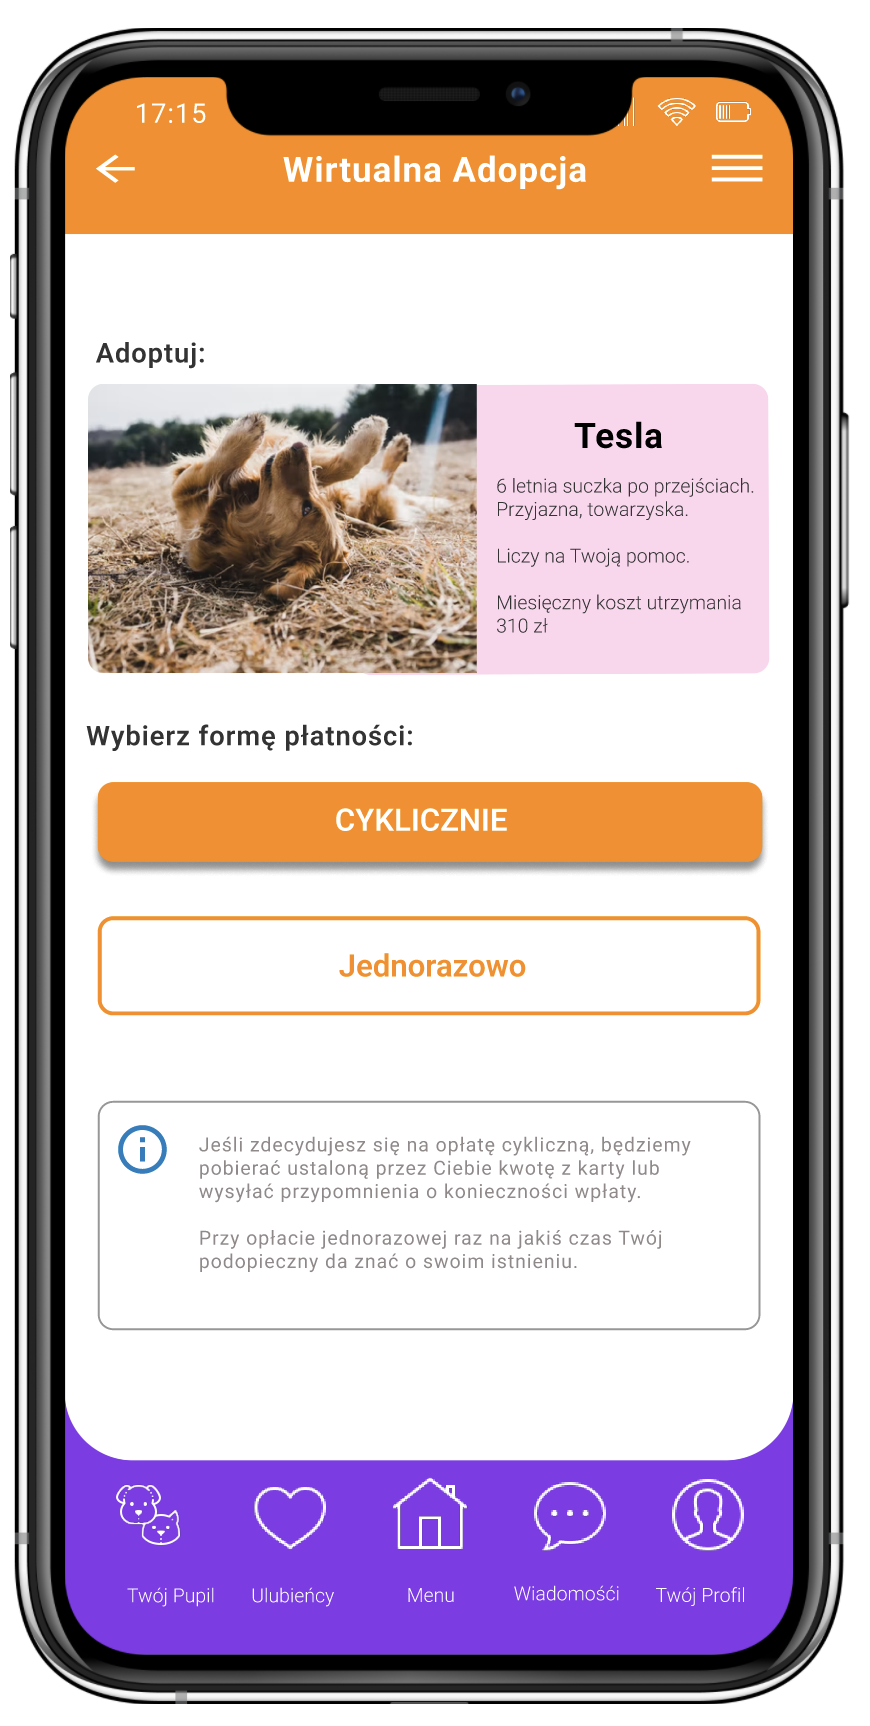 17:15
Wirtualna Adopcja
Adoptuj:
Tesla
6 letnia suczka po przejściach.
Przyjazna, towarzyska.
Liczy na Twoją pomoc.
Miesięczny koszt utrzymania
310 zł
Wybierz formę płatności:
CYKLICZNIE
Jednorazowo
Jeśli zdecydujesz się na opłatę cykliczną, będziemy
pobierać ustaloną przez Ciebie kwotę z karty lub
wysyłać przypomnienia o konieczności wpłaty.
Przy opłacie jednorazowej raz na jakiś czas Twój
podopieczny da znać o swoim istnieniu.
Twój Pupil
Ulubieńcy
Menu
Wiadomośći
Twój Profil